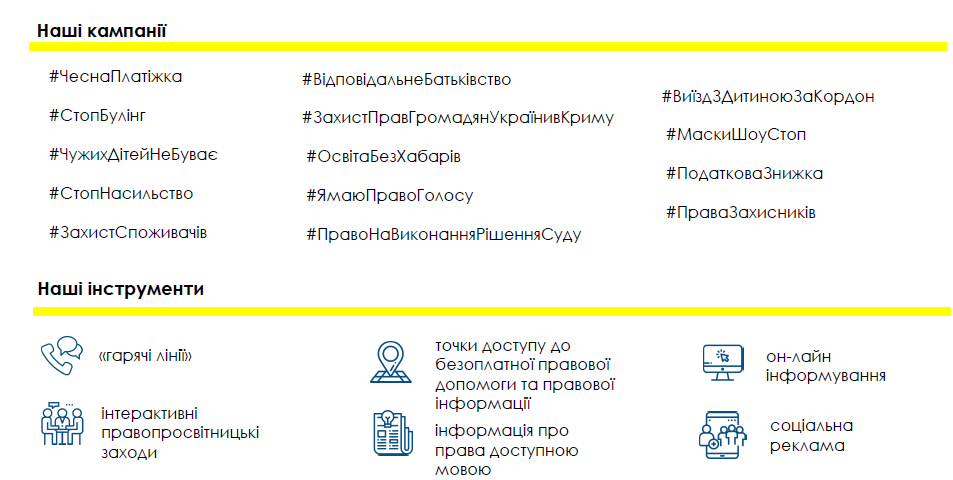 Наші кампанії
#ЧеснаПлатіжка
#СтопБулінг
#ЧужихДітейНеБуває
#СтопНасильство
#ЗахистСпоживачів
#ВідповідальнеБатьківство
#ЗахистПравГромадянУкраїнивКриму
#ОсвітаБезХабарів
#ЯмаюПравоГолосу
#ПравоНаВиконанняРішенняСуду
#ВиїздЗДитиноюЗаКордон
#МаскиШоуСтоп
#ПодатковаЗнижка
#ПраваЗахисників
Наші інструменти
«гарячі лінії»
інтерактивні
правопросвітницькі
заходи
точки доступу до
безоплатної правової
допомоги та правової
інформації
інформація про
права доступною
мовою
он-лайн
інформування
соціальна
реклама